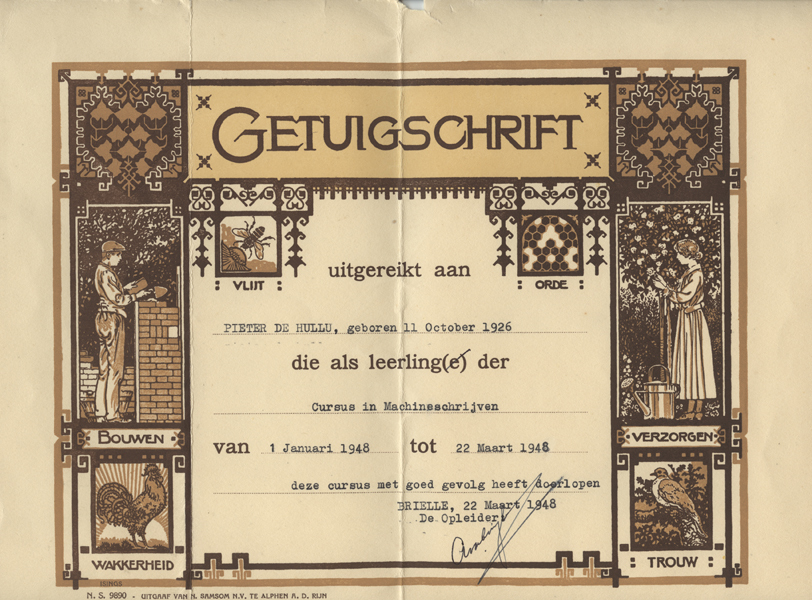 GETUIGSCHRIFT
VLIJT
ORDE
uitgereikt aan
PIETER DE HULLU, geboren 11 October 1926
die als leerling(e) der
Cursus in Machineschrijven
BOUWEN
VERZORGEN
van 1 Januari 1948 tot 22 Maart 1948
deze cursus met goed gevolg heeft doorlopen
BRIELLE, 22 Maart 1948
De Opleider:
WAKKERHEID
TROUW
ISINGS
N. S. 9890 - UITGAAF VAN N. SAMSOM N.V. TE ALPHEN A. D. RIJN